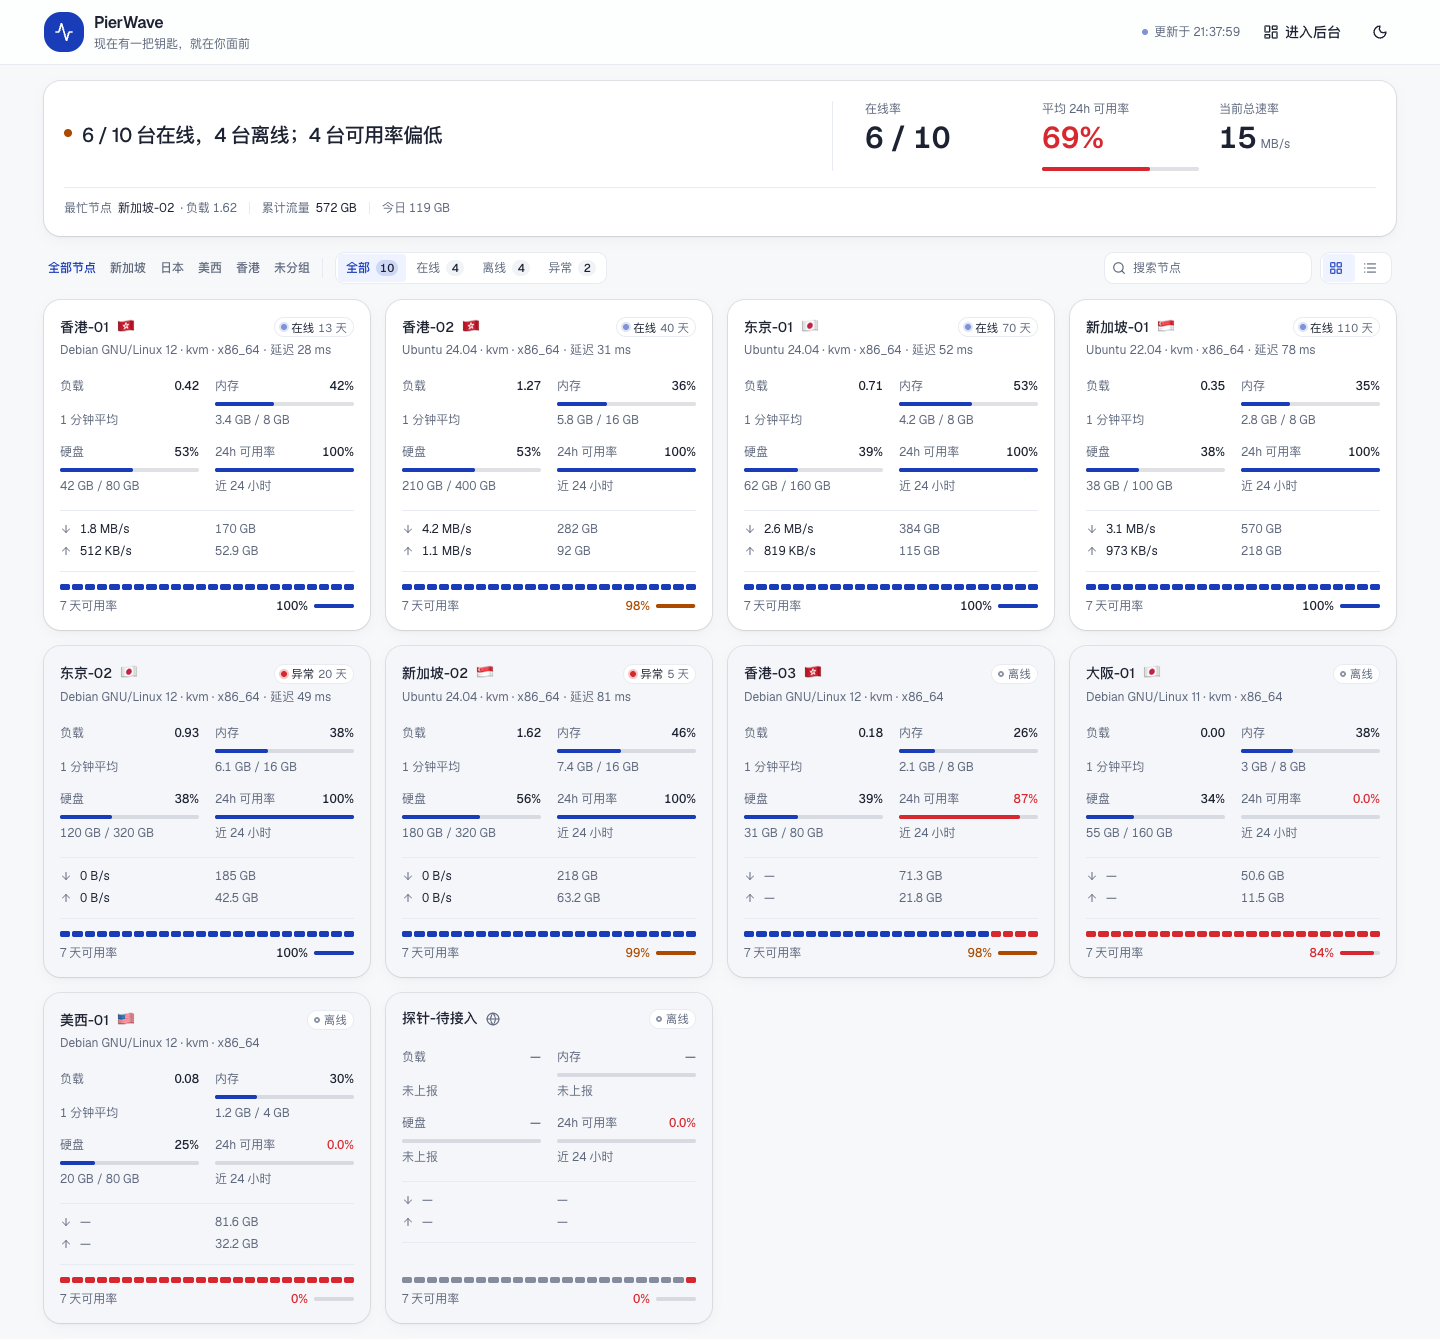 PierWave
现在有一把钥匙，就在你面前
更新于 21:37:59
进入后台
6 / 10 台在线，4 台离线；4 台可用率偏低
在线率
6 / 10
平均 24h 可用率
69%
当前总速率
15 MB/s
最忙节点 新加坡-02 · 负载 1.62
累计流量 572 GB
今日 119 GB
全部节点 新加坡 日本 美西 香港 未分组
全部 10 在线 4 离线 4 异常 2
搜索节点
香港-01 在线 13 天
Debian GNU/Linux 12 · kvm · x86_64 · 延迟 28 ms
负载 0.42 内存 42%
1 分钟平均 3.4 GB / 8 GB
硬盘 53% 24h 可用率 100%
42 GB / 80 GB 近 24 小时
↓ 1.8 MB/s 170 GB
↑ 512 KB/s 52.9 GB
7 天可用率 100%
香港-02 在线 40 天
Ubuntu 24.04 · kvm · x86_64 · 延迟 31 ms
负载 1.27 内存 36%
1 分钟平均 5.8 GB / 16 GB
硬盘 53% 24h 可用率 100%
210 GB / 400 GB 近 24 小时
↓ 4.2 MB/s 282 GB
↑ 1.1 MB/s 92 GB
7 天可用率 98%
东京-01 在线 70 天
Ubuntu 24.04 · kvm · x86_64 · 延迟 52 ms
负载 0.71 内存 53%
1 分钟平均 4.2 GB / 8 GB
硬盘 39% 24h 可用率 100%
62 GB / 160 GB 近 24 小时
↓ 2.6 MB/s 384 GB
↑ 819 KB/s 115 GB
7 天可用率 100%
新加坡-01 在线 110 天
Ubuntu 22.04 · kvm · x86_64 · 延迟 78 ms
负载 0.35 内存 35%
1 分钟平均 2.8 GB / 8 GB
硬盘 38% 24h 可用率 100%
38 GB / 100 GB 近 24 小时
↓ 3.1 MB/s 570 GB
↑ 973 KB/s 218 GB
7 天可用率 100%
东京-02 异常 20 天
Debian GNU/Linux 12 · kvm · x86_64 · 延迟 49 ms
负载 0.93 内存 38%
1 分钟平均 6.1 GB / 16 GB
硬盘 38% 24h 可用率 100%
120 GB / 320 GB 近 24 小时
↓ 0 B/s 185 GB
↑ 0 B/s 42.5 GB
7 天可用率 100%
新加坡-02 异常 5 天
Ubuntu 24.04 · kvm · x86_64 · 延迟 81 ms
负载 1.62 内存 46%
1 分钟平均 7.4 GB / 16 GB
硬盘 56% 24h 可用率 100%
180 GB / 320 GB 近 24 小时
↓ 0 B/s 218 GB
↑ 0 B/s 63.2 GB
7 天可用率 99%
香港-03 离线
Debian GNU/Linux 12 · kvm · x86_64
负载 0.18 内存 26%
1 分钟平均 2.1 GB / 8 GB
硬盘 39% 24h 可用率 87%
31 GB / 80 GB 近 24 小时
↓ — 71.3 GB
↑ — 21.8 GB
7 天可用率 98%
大阪-01 离线
Debian GNU/Linux 11 · kvm · x86_64
负载 0.00 内存 38%
1 分钟平均 3 GB / 8 GB
硬盘 34% 24h 可用率 0.0%
55 GB / 160 GB 近 24 小时
↓ — 50.6 GB
↑ — 11.5 GB
7 天可用率 84%
美西-01 离线
Debian GNU/Linux 12 · kvm · x86_64
负载 0.08 内存 30%
1 分钟平均 1.2 GB / 4 GB
硬盘 25% 24h 可用率 0.0%
20 GB / 80 GB 近 24 小时
↓ — 81.6 GB
↑ — 32.2 GB
7 天可用率 0%
探针-待接入 离线
负载 — 内存 —
未上报 未上报
硬盘 — 24h 可用率 0.0%
未上报 近 24 小时
↓ — —
↑ — —
7 天可用率 0%